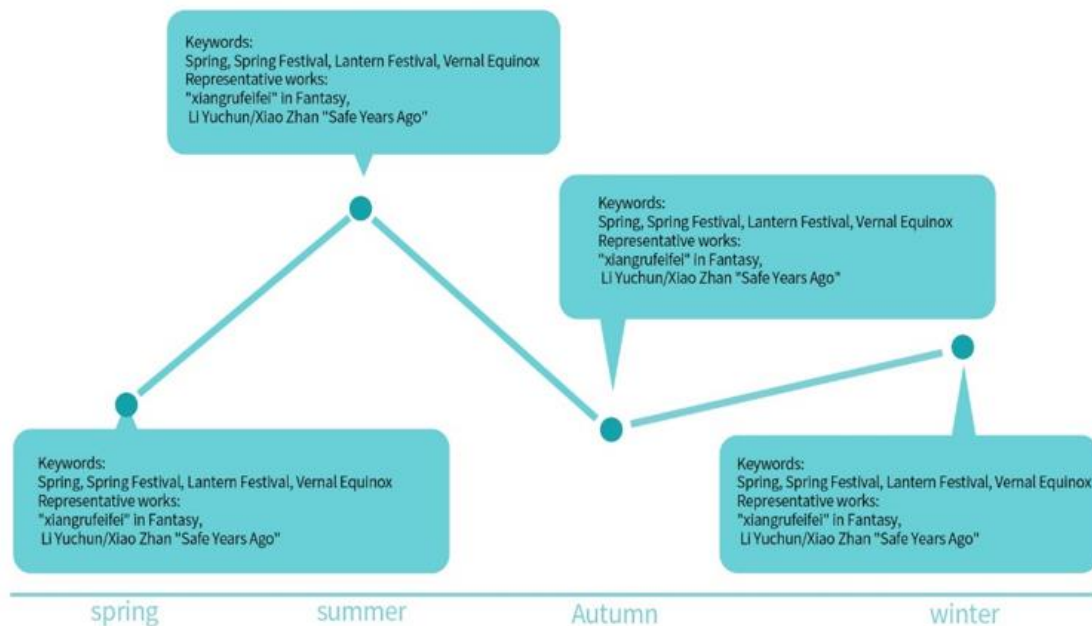 Keywords:
Spring, Spring Festival, Lantern Festival, Vernal Equinox
Representative works:
"xiangrufeifei" in Fantasy,
Li Yuchun/Xiao Zhan "Safe Years Ago"
Keywords:
Spring, Spring Festival, Lantern Festival, Vernal Equinox
Representative works:
"xiangrufeifei" in Fantasy,
Li Yuchun/Xiao Zhan "Safe Years Ago"
Keywords:
Spring, Spring Festival, Lantern Festival, Vernal Equinox
Representative works:
"xiangrufeifei" in Fantasy,
Li Yuchun/Xiao Zhan "Safe Years Ago"
Keywords:
Spring, Spring Festival, Lantern Festival, Vernal Equinox
Representative works:
"xiangrufeifei" in Fantasy,
Li Yuchun/Xiao Zhan "Safe Years Ago"
spring summer Autumn winter